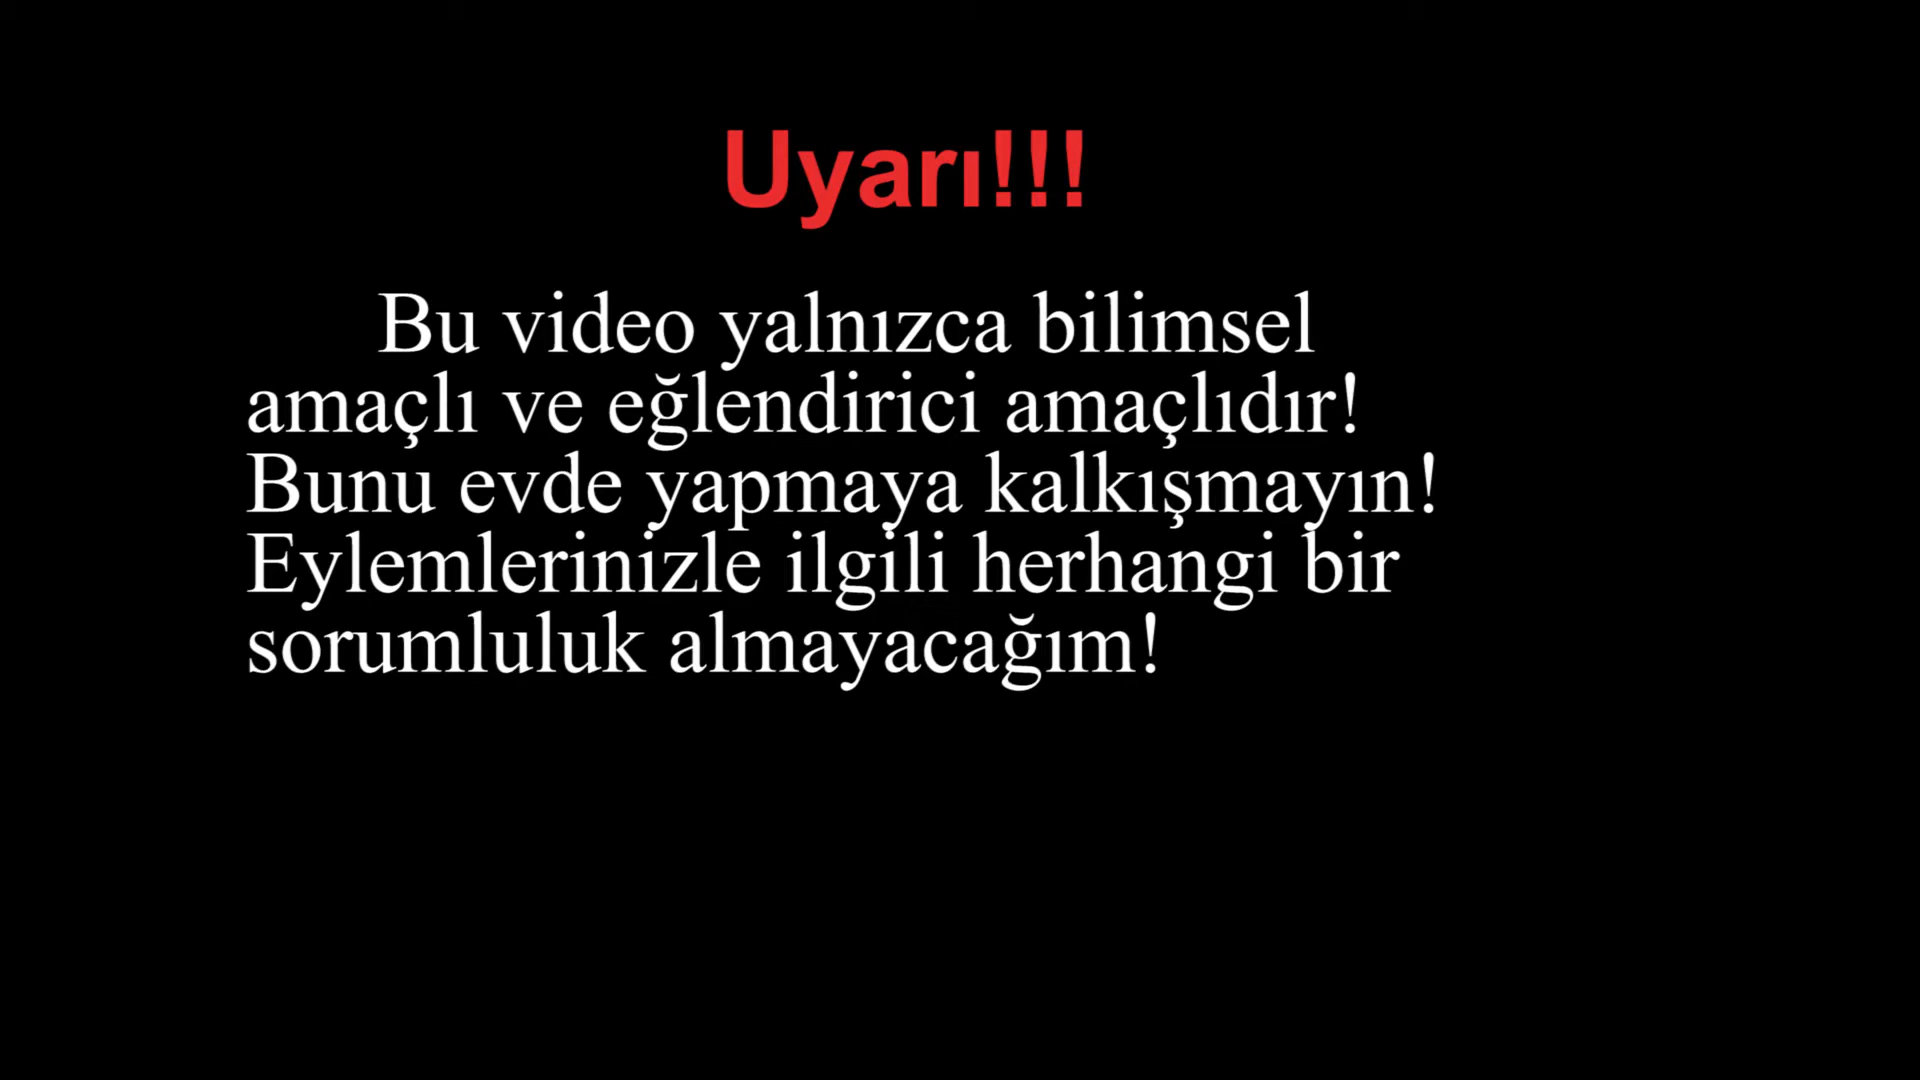 Uyarı!!!
Bu video yalnızca bilimsel
amaçlı ve eğlendirici amaçlıdır!
Bunu evde yapmaya kalkışmayın!
Eylemlerinizle ilgili herhangi bir
sorumluluk almayacağım!